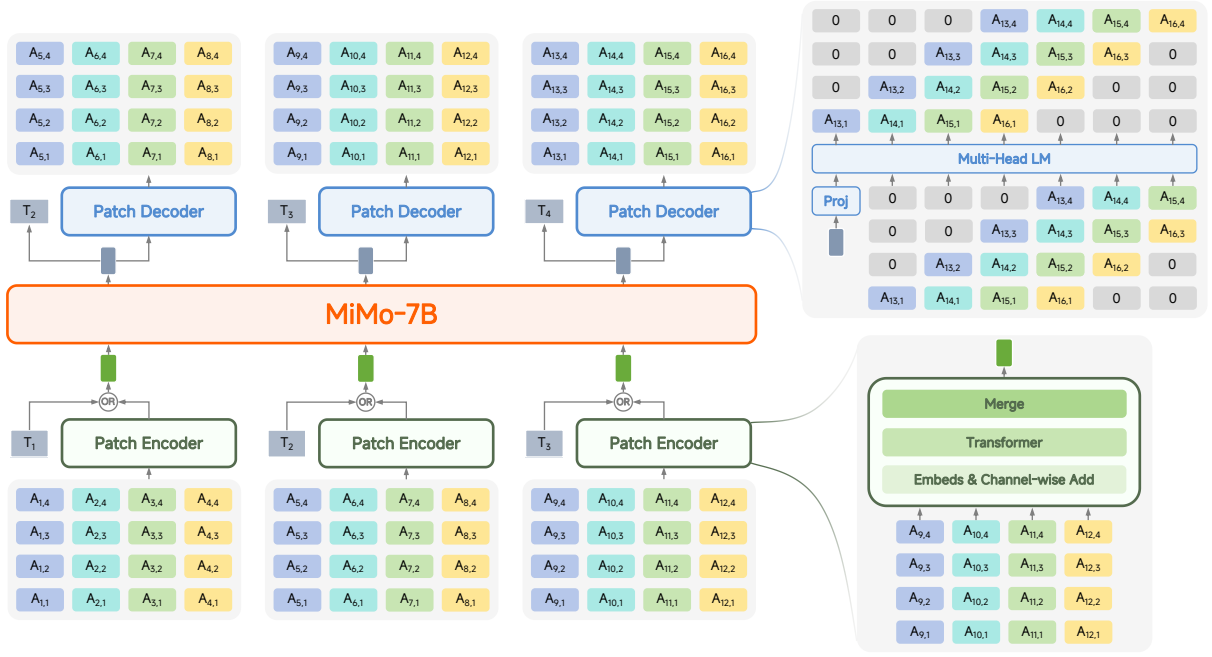 A5,4 A6,4 A7,4 A8,4
A5,3 A6,3 A7,3 A8,3
A5,2 A6,2 A7,2 A8,2
A5,1 A6,1 A7,1 A8,1
T2
Patch Decoder
A9,4 A10,4 A11,4 A12,4
A9,3 A10,3 A11,3 A12,3
A9,2 A10,2 A11,2 A12,2
A9,1 A10,1 A11,1 A12,1
T3
Patch Decoder
A13,4 A14,4 A15,4 A16,4
A13,3 A14,3 A15,3 A16,3
A13,2 A14,2 A15,2 A16,2
A13,1 A14,1 A15,1 A16,1
T4
Patch Decoder
MiMo-7B
OR
T1
Patch Encoder
A1,4 A2,4 A3,4 A4,4
A1,3 A2,3 A3,3 A4,3
A1,2 A2,2 A3,2 A4,2
A1,1 A2,1 A3,1 A4,1
OR
T2
Patch Encoder
A5,4 A6,4 A7,4 A8,4
A5,3 A6,3 A7,3 A8,3
A5,2 A6,2 A7,2 A8,2
A5,1 A6,1 A7,1 A8,1
OR
T3
Patch Encoder
A9,4 A10,4 A11,4 A12,4
A9,3 A10,3 A11,3 A12,3
A9,2 A10,2 A11,2 A12,2
A9,1 A10,1 A11,1 A12,1
0 0 0 A13,4 A14,4 A15,4 A16,4
0 0 A13,3 A14,3 A15,3 A16,3 0
0 A13,2 A14,2 A15,2 A16,2 0 0
A13,1 A14,1 A15,1 A16,1 0 0 0
Multi-Head LM
Proj
0 0 0 A13,4 A14,4 A15,4
0 0 A13,3 A14,3 A15,3 A16,3
0 A13,2 A14,2 A15,2 A16,2 0
A13,1 A14,1 A15,1 A16,1 0 0
Merge
Transformer
Embeds & Channel-wise Add
A9,4 A10,4 A11,4 A12,4
A9,3 A10,3 A11,3 A12,3
A9,2 A10,2 A11,2 A12,2
A9,1 A10,1 A11,1 A12,1